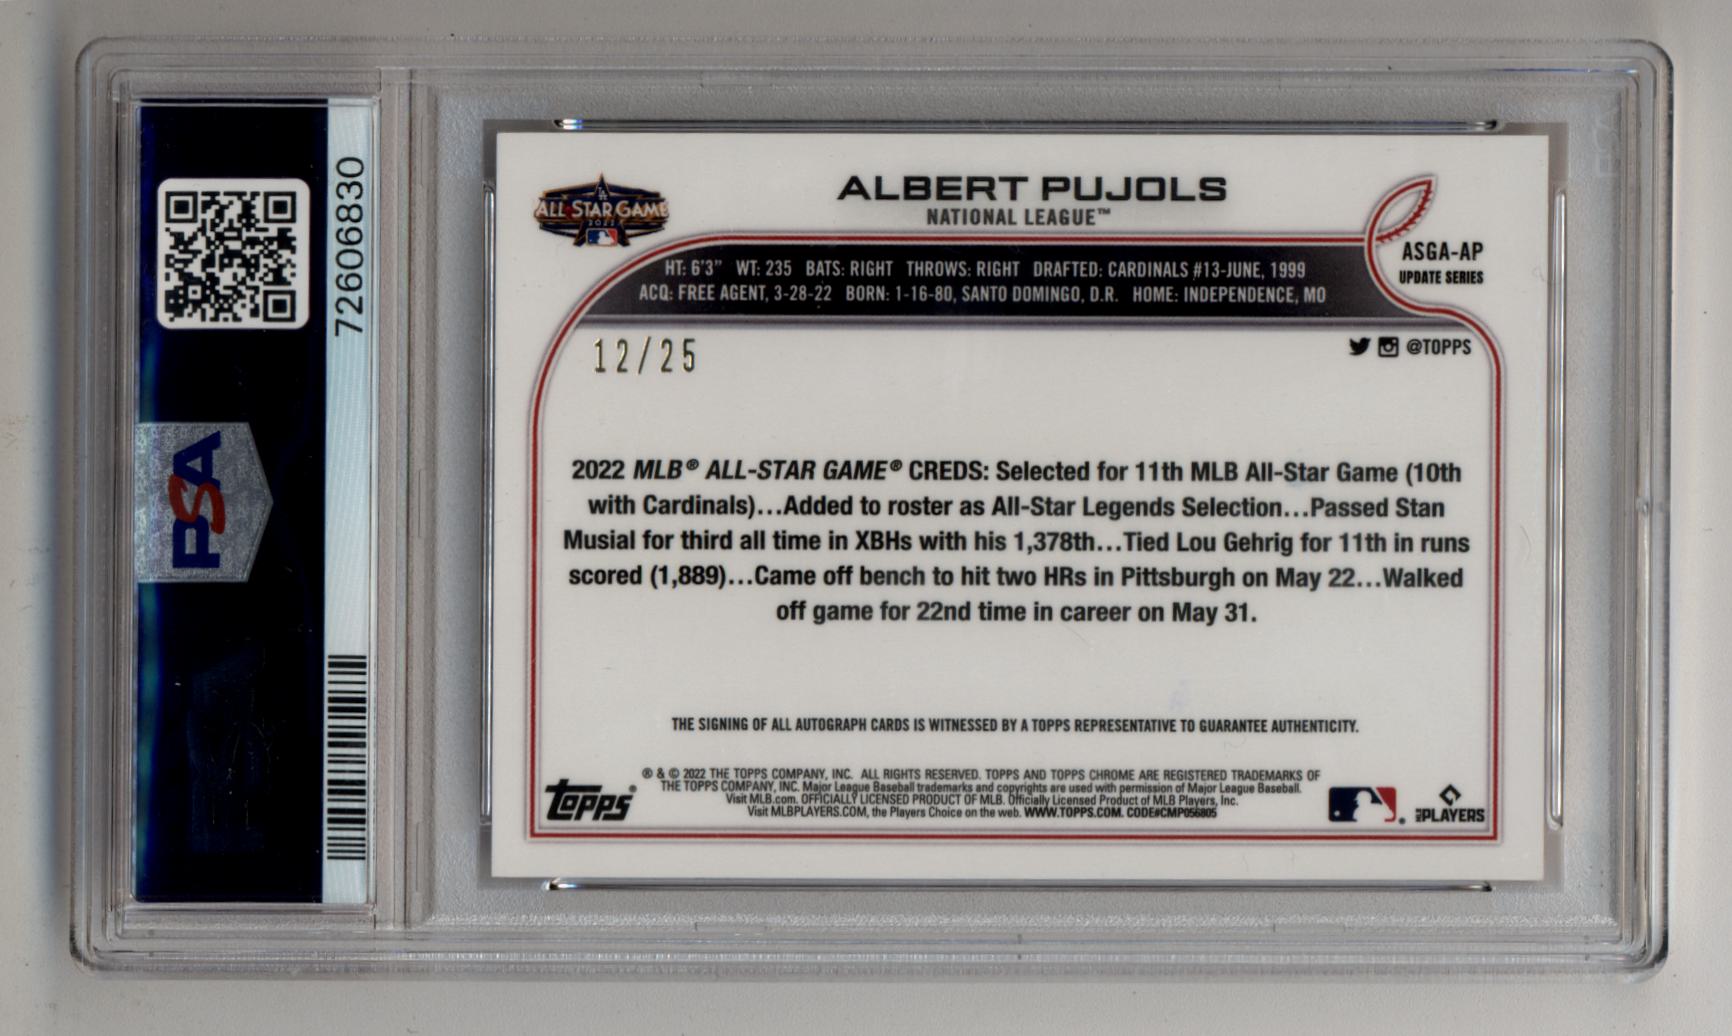 72606830
PSA
ALL STAR GAME
2022
ALBERT PUJOLS
NATIONAL LEAGUE™
ASGA-AP
UPDATE SERIES
HT: 6'3" WT: 235 BATS: RIGHT THROWS: RIGHT DRAFTED: CARDINALS #13-JUNE, 1999
ACQ: FREE AGENT, 3-28-22 BORN: 1-16-80, SANTO DOMINGO, D.R. HOME: INDEPENDENCE, MO
12/25
@TOPPS
2022 MLB® ALL-STAR GAME® CREDS: Selected for 11th MLB All-Star Game (10th
with Cardinals)...Added to roster as All-Star Legends Selection...Passed Stan
Musial for third all time in XBHs with his 1,378th...Tied Lou Gehrig for 11th in runs
scored (1,889)...Came off bench to hit two HRs in Pittsburgh on May 22...Walked
off game for 22nd time in career on May 31.
THE SIGNING OF ALL AUTOGRAPH CARDS IS WITNESSED BY A TOPPS REPRESENTATIVE TO GUARANTEE AUTHENTICITY.
® & © 2022 THE TOPPS COMPANY, INC. ALL RIGHTS RESERVED. TOPPS AND TOPPS CHROME ARE REGISTERED TRADEMARKS OF
THE TOPPS COMPANY, INC. Major League Baseball trademarks and copyrights are used with permission of Major League Baseball.
Visit MLB.com. OFFICIALLY LICENSED PRODUCT OF MLB. Officially Licensed Product of MLB Players, Inc.
Visit MLBPLAYERS.COM, the Players Choice on the web. WWW.TOPPS.COM. CODE#CMP056805
topps®
MLB PLAYERS